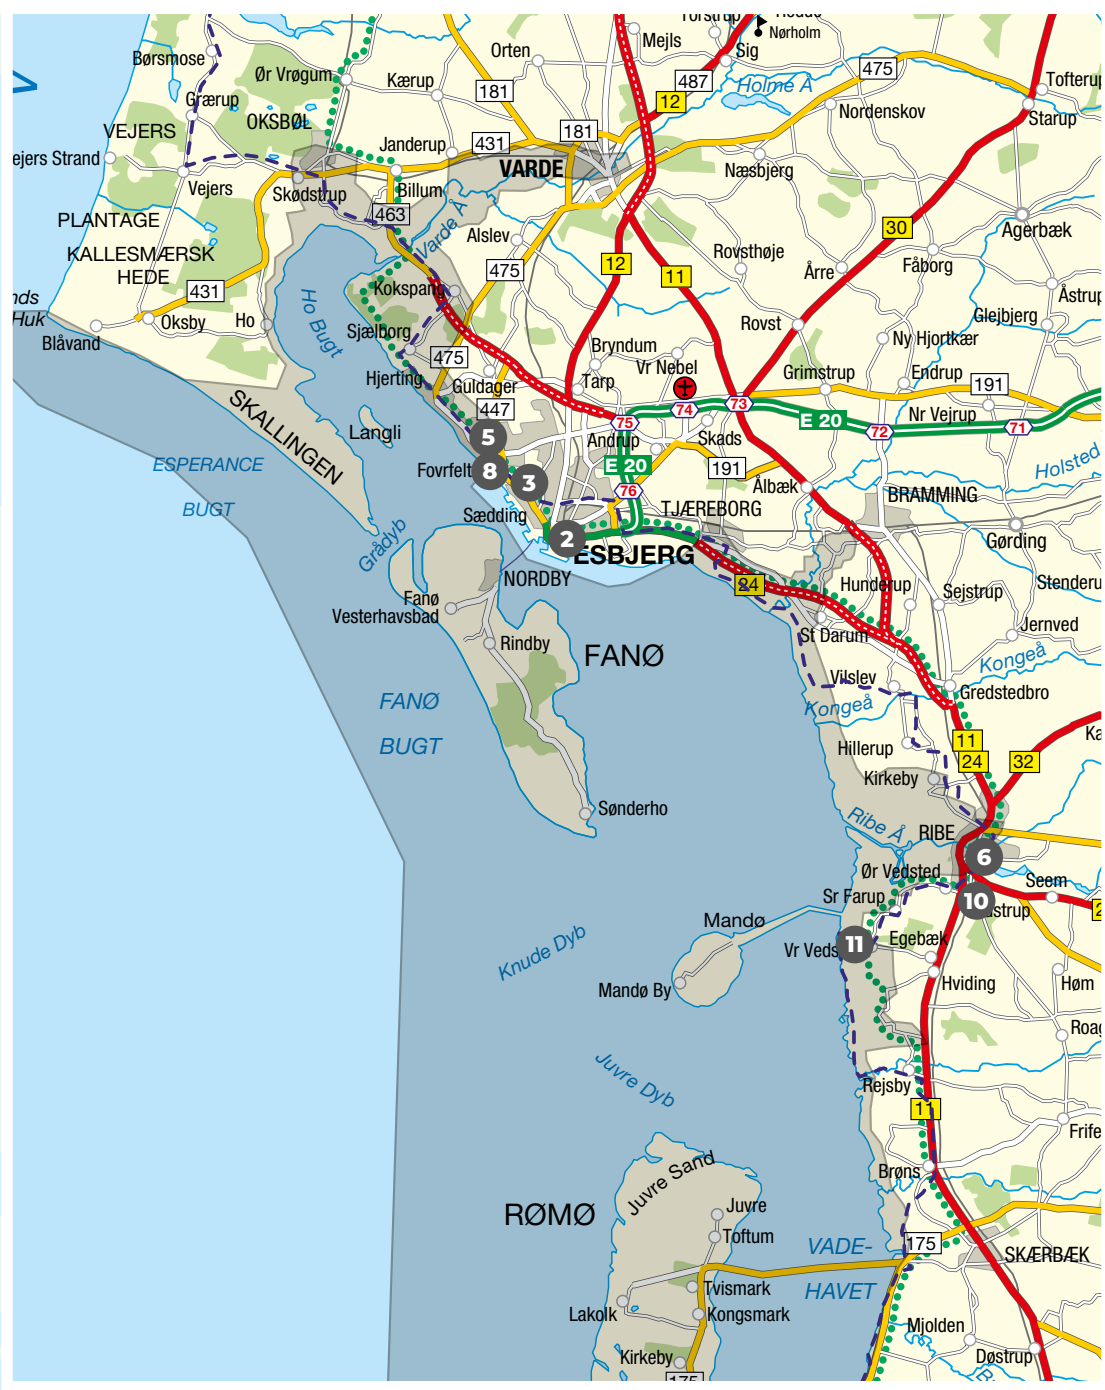 Mejls
Nørholm
Børsmose
Orten
Sig
475
Ør Vrøgum
Kærup
181
487
Holme Å
12
Græerup
Nordenskov
Starup
VEJERS
OKSBØL
Janderup
431
181
ejers Strand
VARDE
Næsbjerg
Vejers
Skødstrup
Billum
463
PLANTAGE
Varde Å
Alslev
30
Agerbæk
KALLESMÆRSK
HEDE
475
12
11
Rovsthøje
Årre
Fåborg
431
Kokspang
Ho Bugt
Huk
Oksby
Ho
Sjælborg
Rovst
Glejbjerg
Blåvand
475
Bryndum
Ny Hjortkær
Vr Nebel
Hjerting
Guldager
Tarp
Grimstrup
Endrup
191
SKALLINGEN
447
74
73
Nr Vejrup
Langli
5
75
E 20
72
71
Andrup
Skads
ESPERANCE
Fovrfelt
8
E 20
191
Holsted
BUGT
3
76
Ålbæk
BRAMMING
Sædding
TJÆREBORG
Grådyb
2
ESBJERG
Gørding
NORDBY
24
Hunderup
Sejstrup
Fanø
Vesterhavsbad
St Darum
Jernved
Rindby
FANØ
Kongeå
Vilslev
Gredstedbro
FANØ
Kongeå
BUGT
Hillerup
11
24
32
Kirkeby
Sønderho
Ribe Å
RIBE
6
Ør Vedsted
Seem
Sr Farup
10
Mandø
11
Vr Veds
Egebæk
Knude Dyb
Hviding
Høm
Mandø By
Juvre Dyb
Rejsby
11
Brøns
Juvre Sand
RØMØ
Juvre
Toftum
VADE-
175
SKÆRBÆK
HAVET
Tvismark
Lakolk
Kongsmark
Mjolden
Kirkeby
Døstrup
175